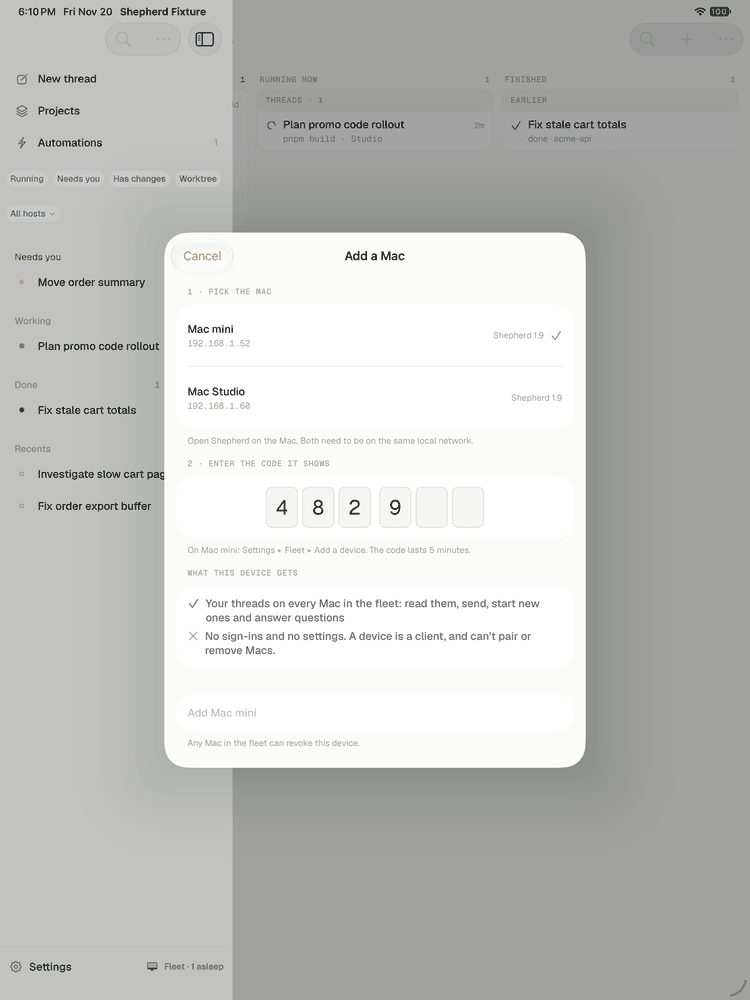 6:10 PM Fri Nov 20 Shepherd Fixture
100
New thread
Projects
Automations 1
Running Needs you Has changes Worktree
All hosts
Needs you
Move order summary
Working
Plan promo code rollout
Done 1
Fix stale cart totals
Recents
Investigate slow cart pag
Fix order export buffer
Settings
Fleet · 1 asleep
1
RUNNING NOW 1
THREADS · 1
Plan promo code rollout 2m
pnpm build · Studio
FINISHED 1
EARLIER
Fix stale cart totals
done · acme-api
Cancel
Add a Mac
1 · PICK THE MAC
Mac mini
192.168.1.52
Shepherd 1.9
Mac Studio
192.168.1.60
Shepherd 1.9
Open Shepherd on the Mac. Both need to be on the same local network.
2 · ENTER THE CODE IT SHOWS
4 8 2 9
On Mac mini: Settings ▸ Fleet ▸ Add a device. The code lasts 5 minutes.
WHAT THIS DEVICE GETS
Your threads on every Mac in the fleet: read them, send, start new
ones and answer questions
No sign-ins and no settings. A device is a client, and can't pair or
remove Macs.
Add Mac mini
Any Mac in the fleet can revoke this device.